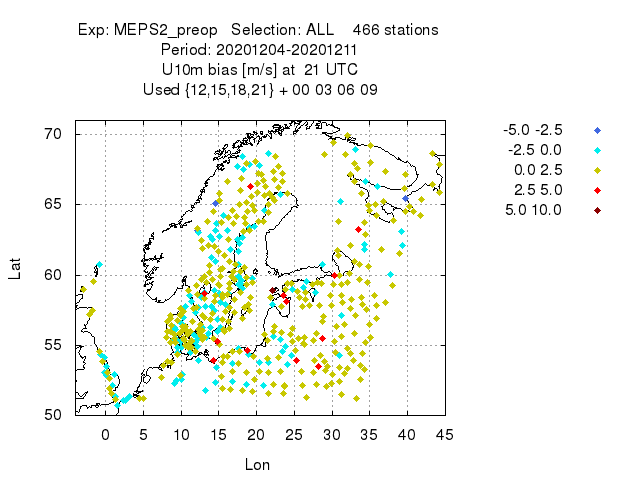 Exp: MEPS2_preop   Selection: ALL    466 stations
Period: 20201204-20201211
U10m bias [m/s] at  21 UTC
Used {12,15,18,21} + 00 03 06 09
-5.0 -2.5
-2.5 0.0
0.0 2.5
2.5 5.0
5.0 10.0
70
65
60
55
50
Lat
0 5 10 15 20 25 30 35 40 45
Lon